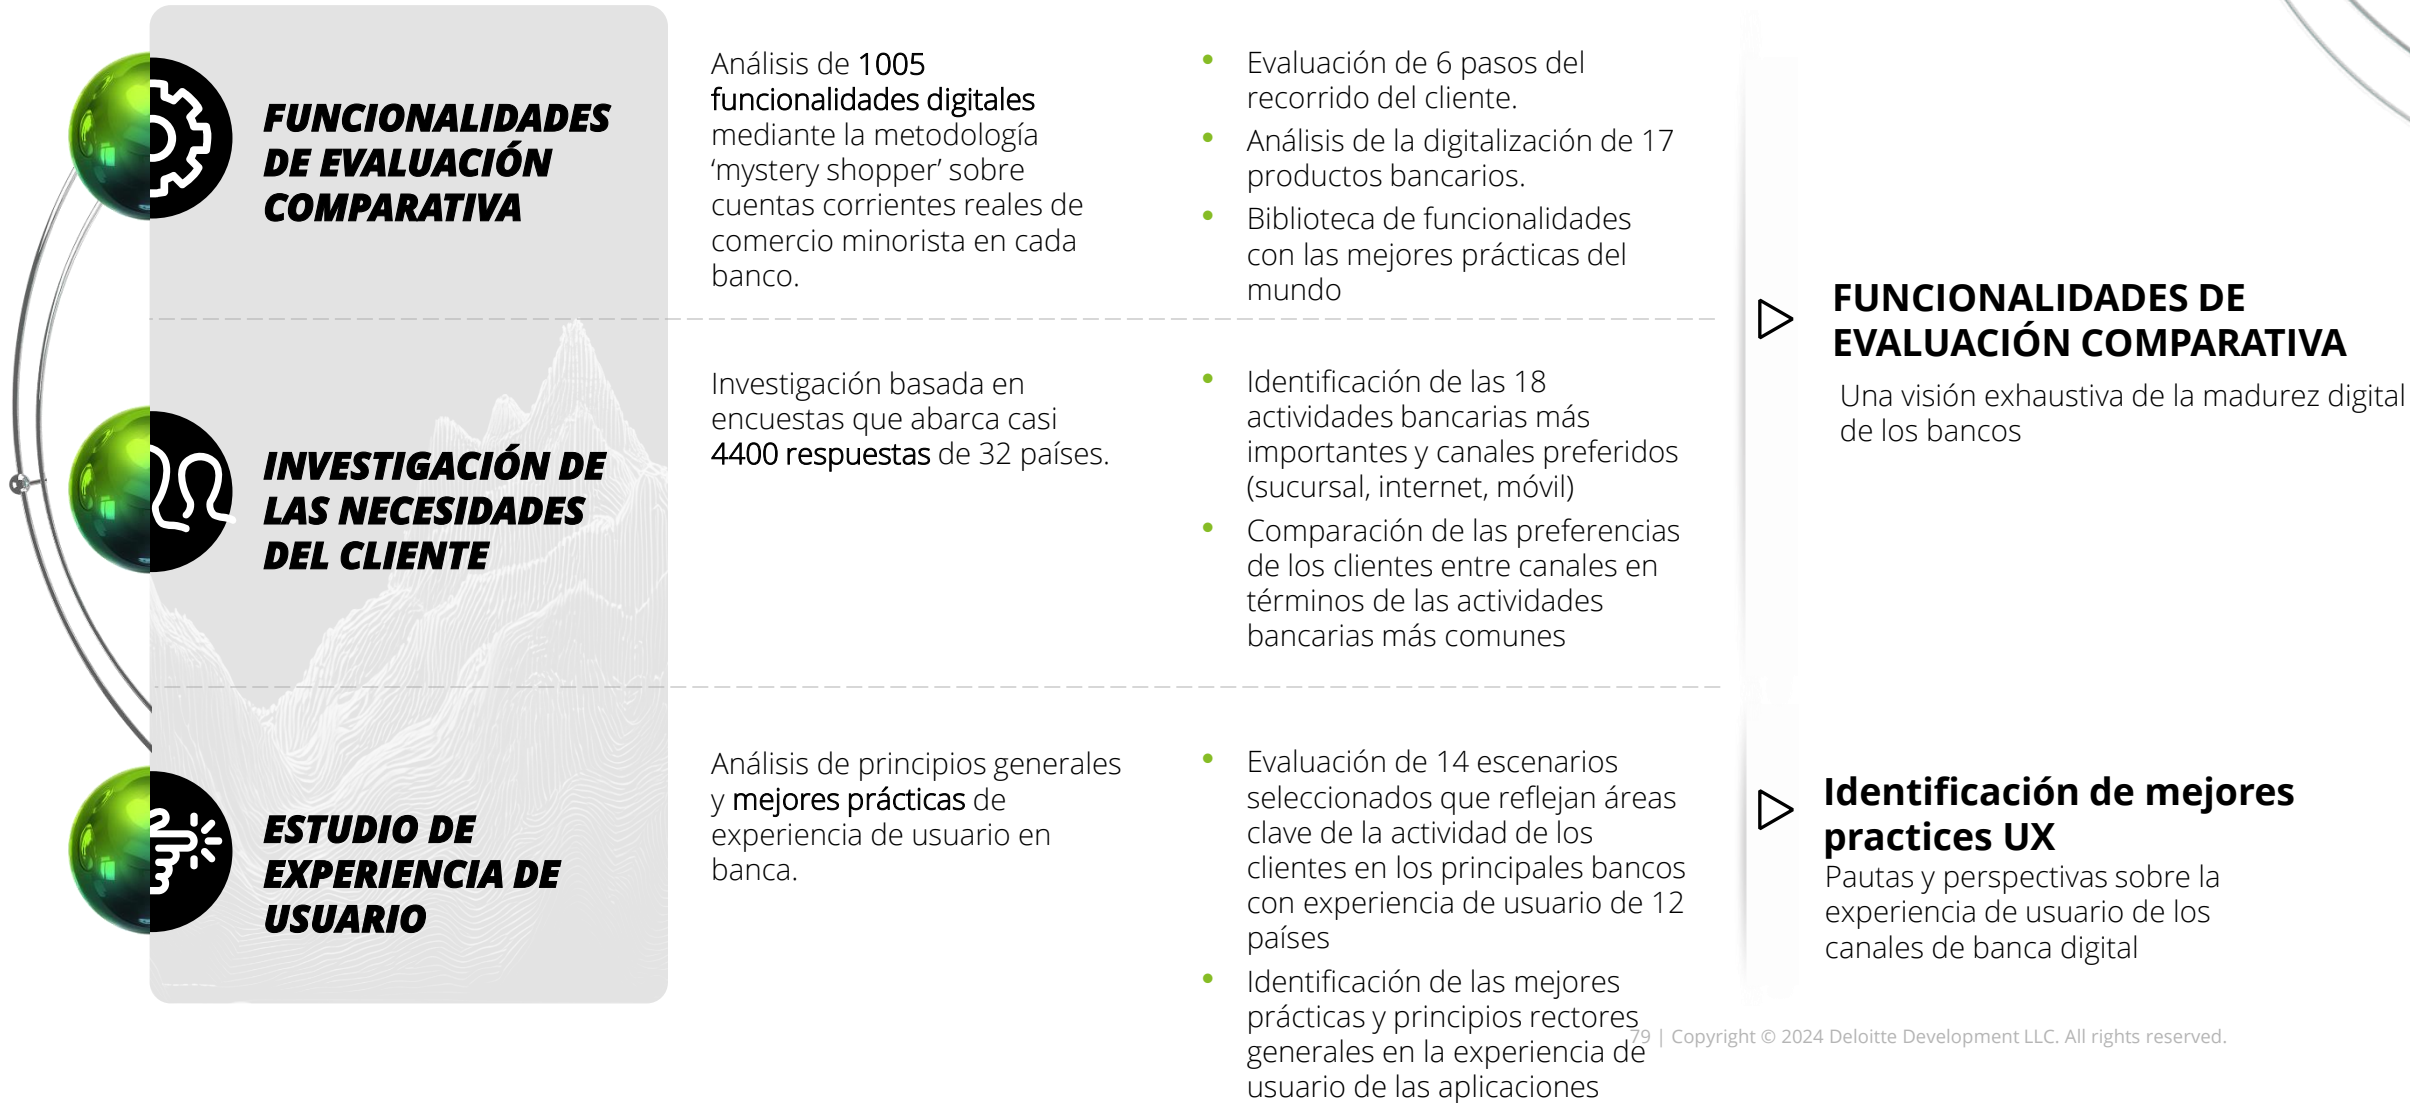 FUNCIONALIDADES
DE EVALUACIÓN
COMPARATIVA
Análisis de 1005
funcionalidades digitales
mediante la metodología
‘mystery shopper’ sobre
cuentas corrientes reales de
comercio minorista en cada
banco.
• Evaluación de 6 pasos del
recorrido del cliente.
• Análisis de la digitalización de 17
productos bancarios.
• Biblioteca de funcionalidades
con las mejores prácticas del
mundo
INVESTIGACIÓN DE
LAS NECESIDADES
DEL CLIENTE
Investigación basada en
encuestas que abarca casi
4400 respuestas de 32 países.
• Identificación de las 18
actividades bancarias más
importantes y canales preferidos
(sucursal, internet, móvil)
• Comparación de las preferencias
de los clientes entre canales en
términos de las actividades
bancarias más comunes
FUNCIONALIDADES DE
EVALUACIÓN COMPARATIVA
Una visión exhaustiva de la madurez digital
de los bancos
ESTUDIO DE
EXPERIENCIA DE
USUARIO
Análisis de principios generales
y mejores prácticas de
experiencia de usuario en
banca.
• Evaluación de 14 escenarios
seleccionados que reflejan áreas
clave de la actividad de los
clientes en los principales bancos
con experiencia de usuario de 12
países
• Identificación de las mejores
prácticas y principios rectores
generales en la experiencia de
usuario de las aplicaciones
Identificación de mejores
practices UX
Pautas y perspectivas sobre la
experiencia de usuario de los
canales de banca digital
79 | Copyright © 2024 Deloitte Development LLC. All rights reserved.